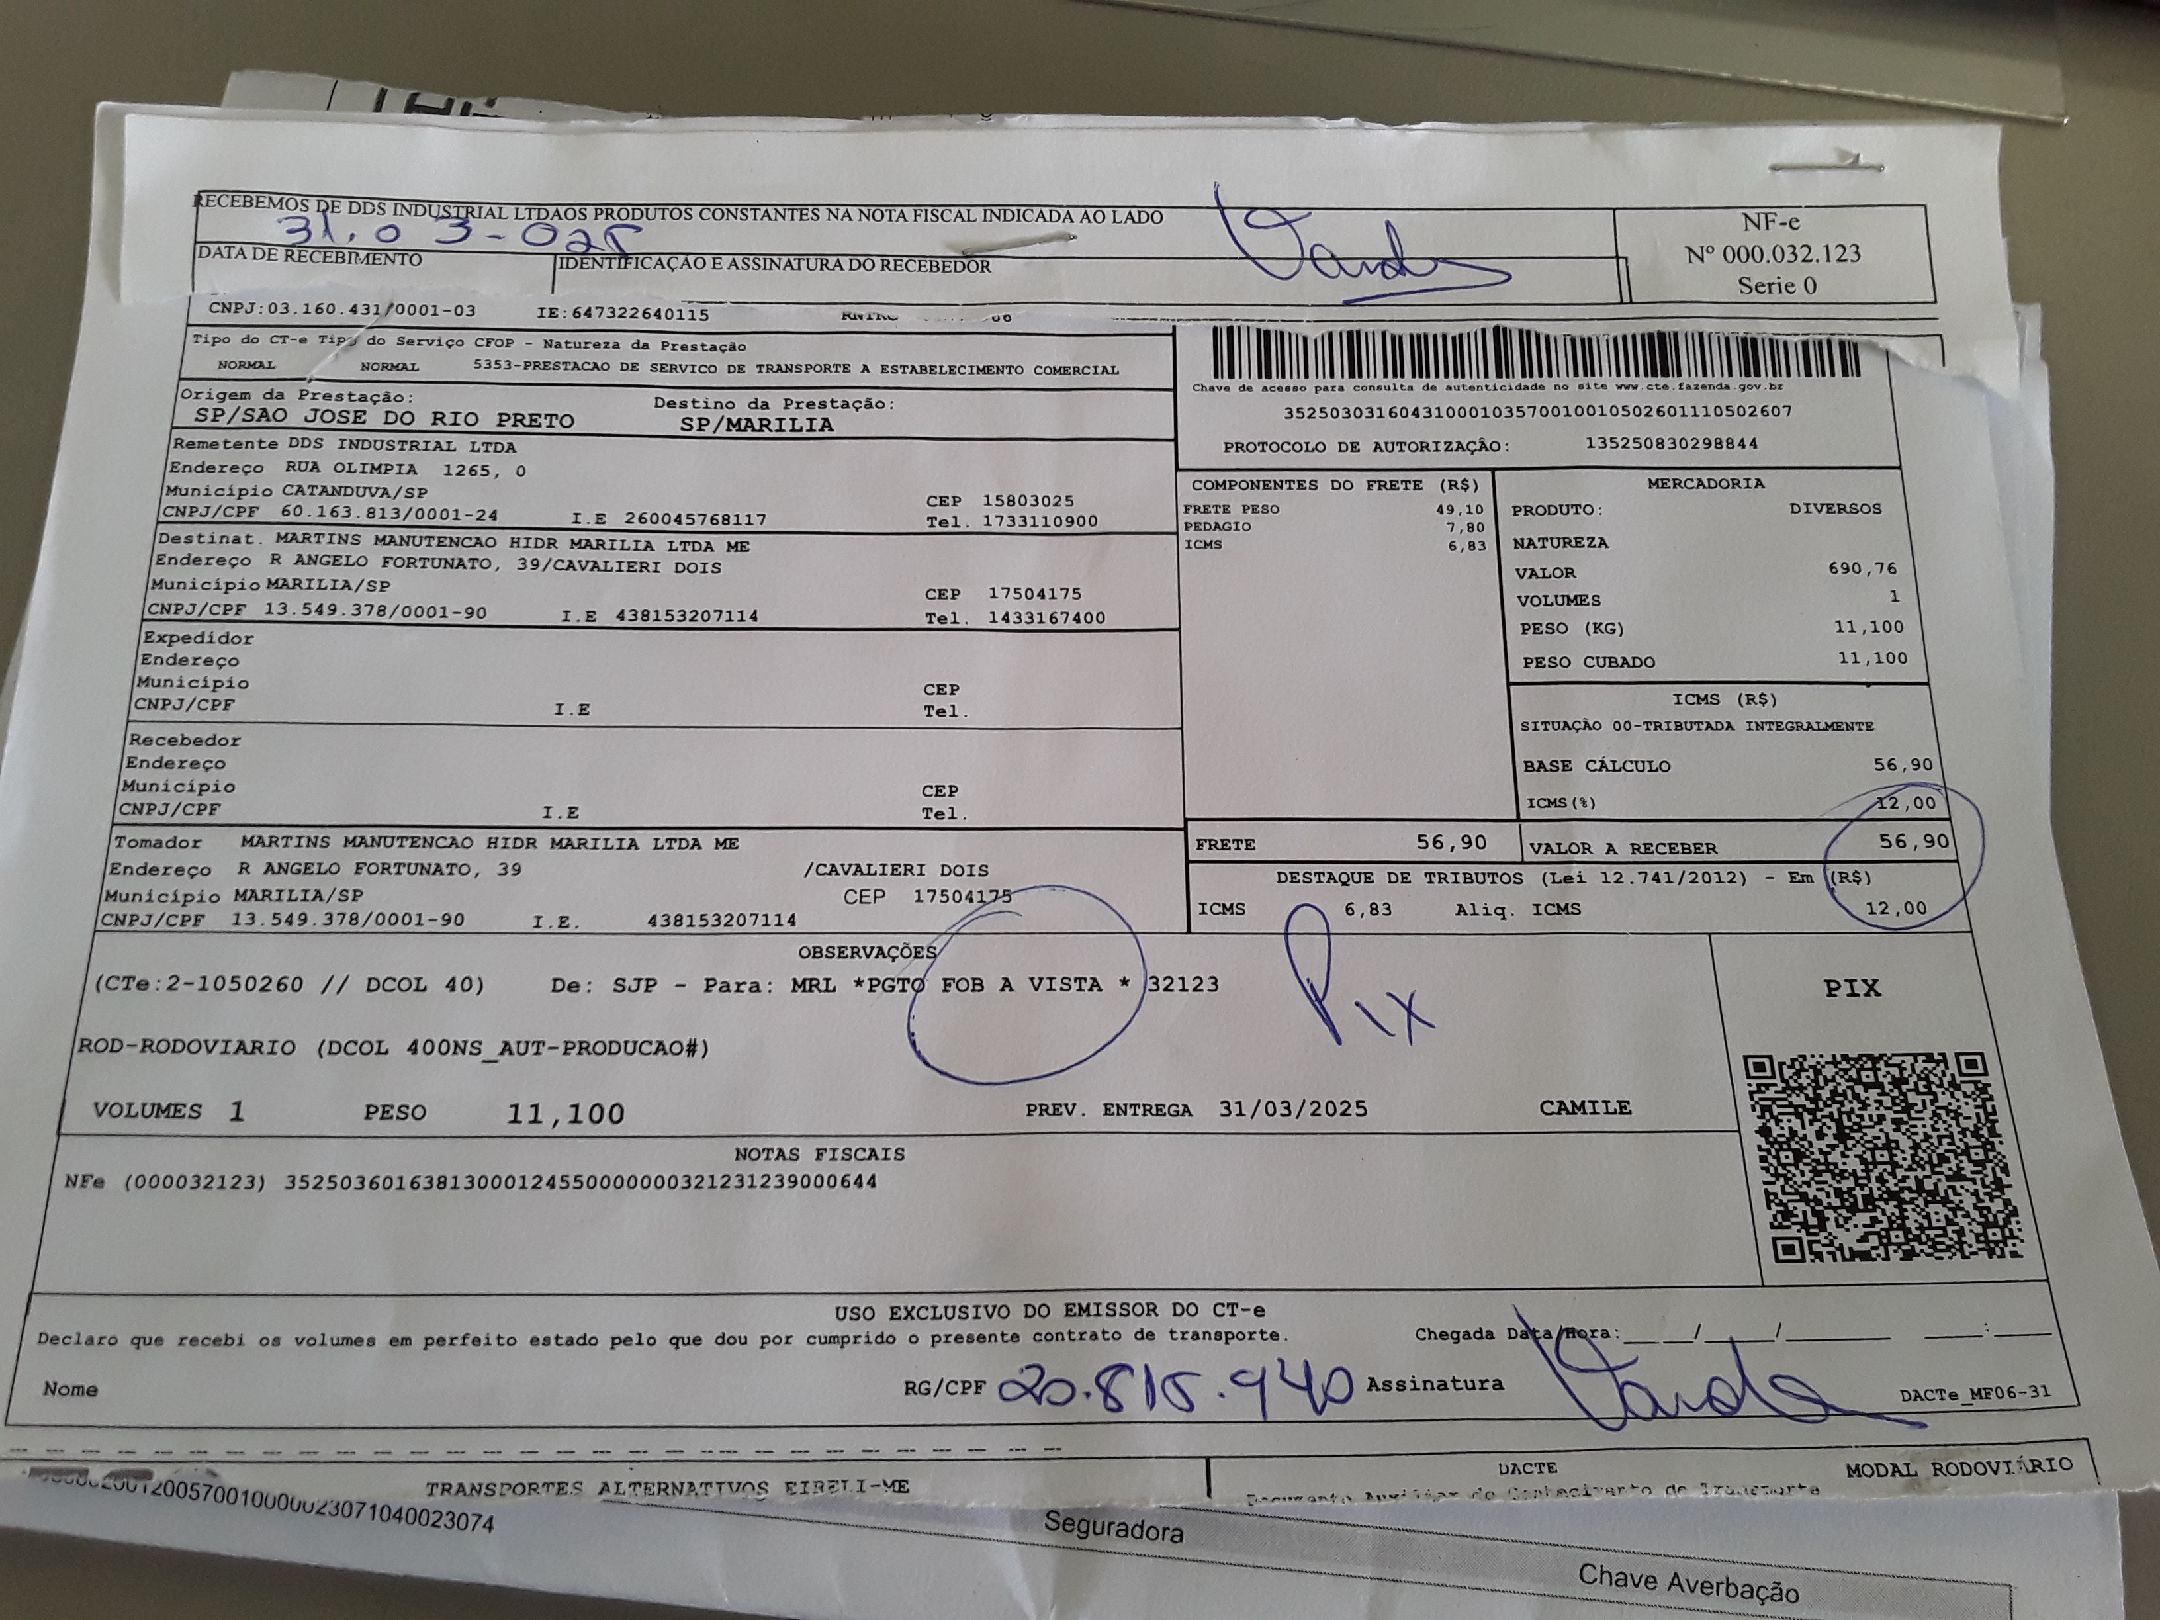 RECEBEMOS DE DDS INDUSTRIAL LTDAOS PRODUTOS CONSTANTES NA NOTA FISCAL INDICADA AO LADO
31.03-025
DATA DE RECEBIMENTO
IDENTIFICAÇÃO E ASSINATURA DO RECEBEDOR
NF-e
Nº 000.032.123
Serie 0
CNPJ:03.160.431/0001-03 IE:647322640115
Tipo do CT-e Tipo do Serviço CFOP - Natureza da Prestação
NORMAL NORMAL 5353-PRESTACAO DE SERVICO DE TRANSPORTE A ESTABELECIMENTO COMERCIAL
Origem da Prestação: Destino da Prestação:
SP/SAO JOSE DO RIO PRETO SP/MARILIA
Remetente DDS INDUSTRIAL LTDA
Endereço RUA OLIMPIA 1265, 0
Município CATANDUVA/SP CEP 15803025
CNPJ/CPF 60.163.813/0001-24 I.E 260045768117 Tel. 1733110900
Destinat. MARTINS MANUTENCAO HIDR MARILIA LTDA ME
Endereço R ANGELO FORTUNATO, 39/CAVALIERI DOIS
Município MARILIA/SP CEP 17504175
CNPJ/CPF 13.549.378/0001-90 I.E 438153207114 Tel. 1433167400
Expedidor
Endereço
Município CEP
CNPJ/CPF I.E Tel.
Recebedor
Endereço
Município CEP
CNPJ/CPF I.E Tel.
Tomador MARTINS MANUTENCAO HIDR MARILIA LTDA ME
Endereço R ANGELO FORTUNATO, 39 /CAVALIERI DOIS
Município MARILIA/SP CEP 17504175
CNPJ/CPF 13.549.378/0001-90 I.E. 438153207114
Chave de acesso para consulta de autenticidade no site www.cte.fazenda.gov.br
35250303160431000103570010010502601110502607
PROTOCOLO DE AUTORIZAÇÂO: 135250830298844
COMPONENTES DO FRETE (R$)
FRETE PESO 49,10
PEDAGIO 7,80
ICMS 6,83
MERCADORIA
PRODUTO: DIVERSOS
NATUREZA
VALOR 690,76
VOLUMES 1
PESO (KG) 11,100
PESO CUBADO 11,100
ICMS (R$)
SITUAÇÃO 00-TRIBUTADA INTEGRALMENTE
BASE CÁLCULO 56,90
ICMS(%) 12,00
FRETE 56,90 VALOR A RECEBER 56,90
DESTAQUE DE TRIBUTOS (Lei 12.741/2012) - Em (R$)
ICMS 6,83 Aliq. ICMS 12,00
OBSERVAÇÕES
(CTe:2-1050260 // DCOL 40) De: SJP - Para: MRL *PGTO FOB A VISTA * 32123
Pix
PIX
ROD-RODOVIARIO (DCOL 400NS_AUT-PRODUCAO#)
VOLUMES 1 PESO 11,100 PREV. ENTREGA 31/03/2025 CAMILE
NOTAS FISCAIS
NFe (000032123) 35250360163813000124550000000321231239000644
USO EXCLUSIVO DO EMISSOR DO CT-e
Declaro que recebi os volumes em perfeito estado pelo que dou por cumprido o presente contrato de transporte. Chegada Data/Hora:___/___/______ ___:___
Nome RG/CPF 20.815.940 Assinatura DACTe_MF06-31
TRANSPORTES ALTERNATIVOS EIRELI-ME
DACTE MODAL RODOVIÁRIO
Documento Auxiliar do Conhecimento de Transporte
Seguradora
Chave Averbação